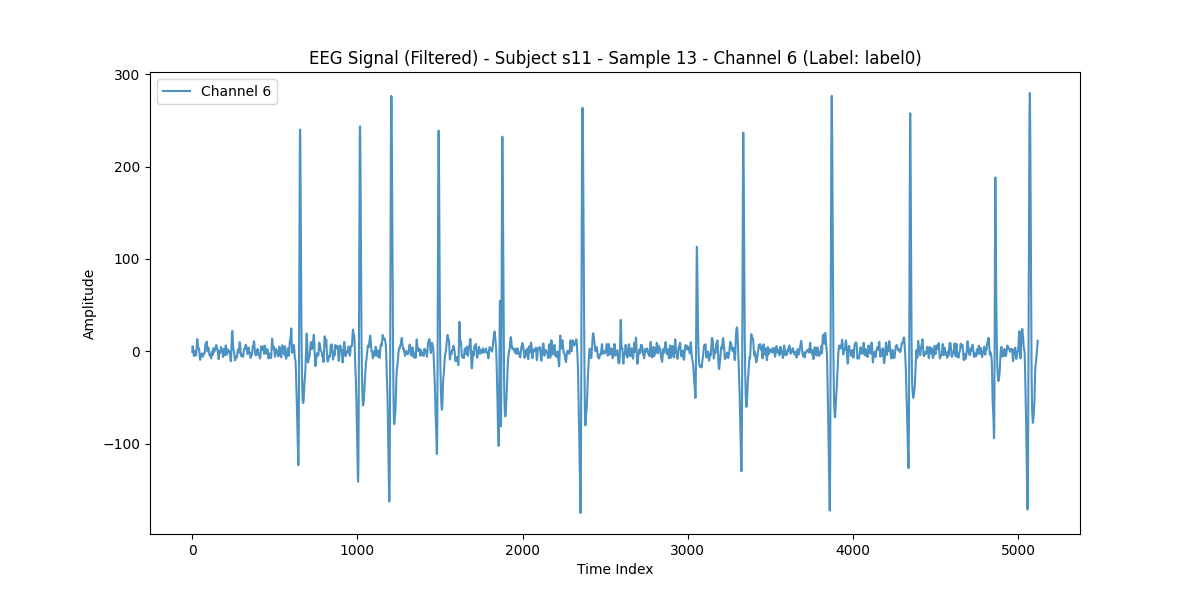 EEG Signal (Filtered) - Subject s11 - Sample 13 - Channel 6 (Label: label0)
Channel 6
300
200
100
0
−100
Amplitude
0 1000 2000 3000 4000 5000
Time Index